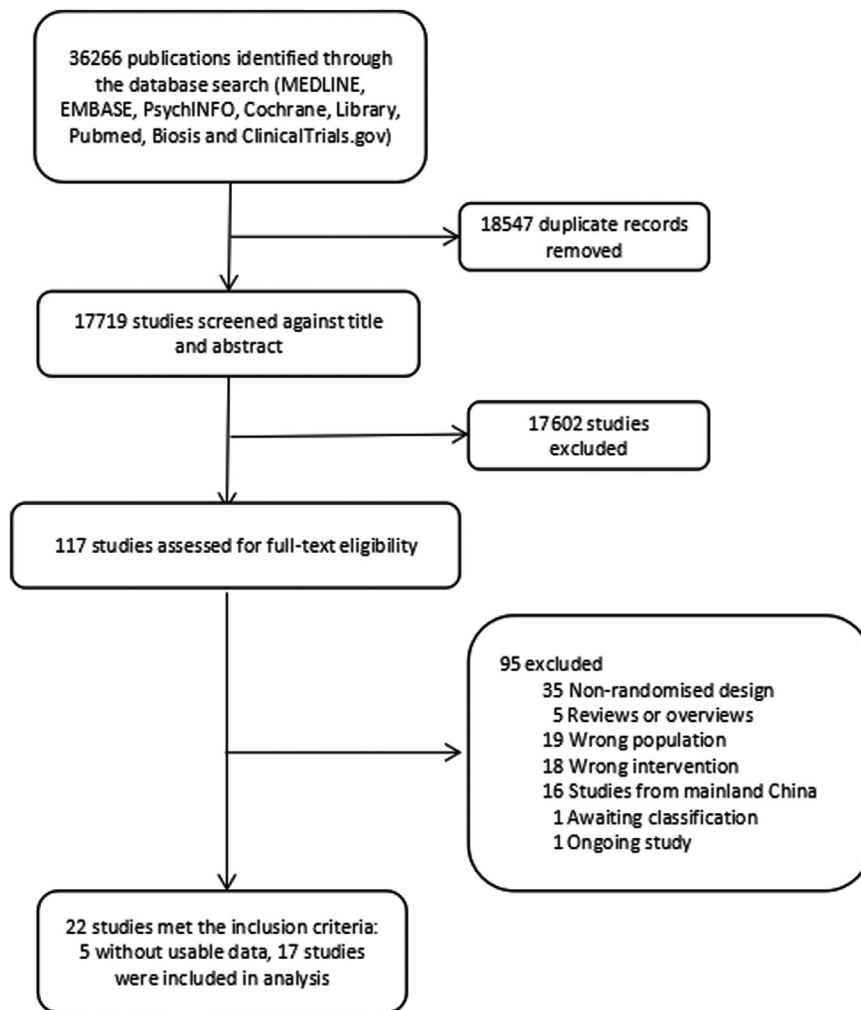 36266 publications identified through
the database search (MEDLINE,
EMBASE, PsychINFO, Cochrane, Library,
Pubmed, Biosis and ClinicalTrials.gov)
18547 duplicate records
removed
17719 studies screened against title
and abstract
17602 studies
excluded
117 studies assessed for full-text eligibility
95 excluded
35 Non-randomised design
5 Reviews or overviews
19 Wrong population
18 Wrong intervention
16 Studies from mainland China
1 Awaiting classification
1 Ongoing study
22 studies met the inclusion criteria:
5 without usable data, 17 studies
were included in analysis